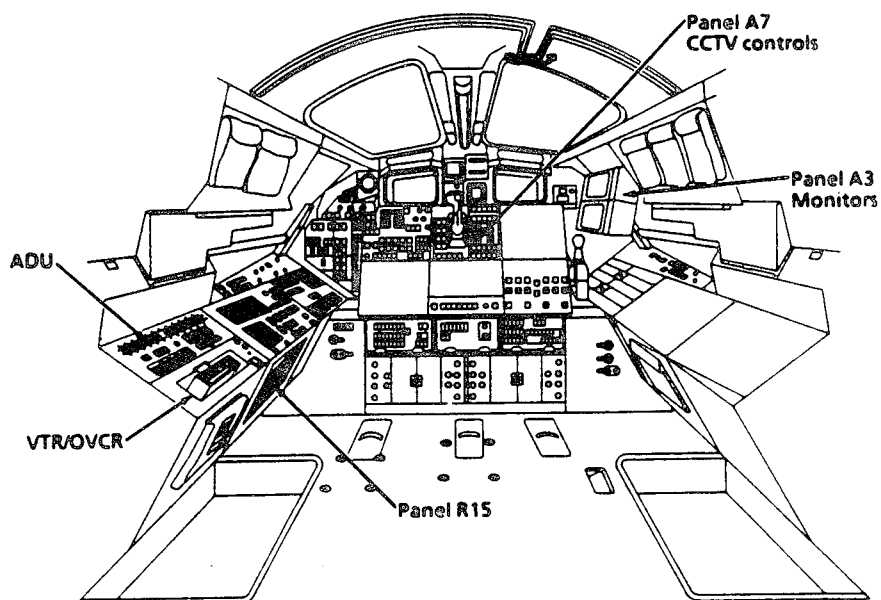 Panel A7
CCTV controls
Panel A3
Monitors
ADU
VTR/OVCR
Panel R15